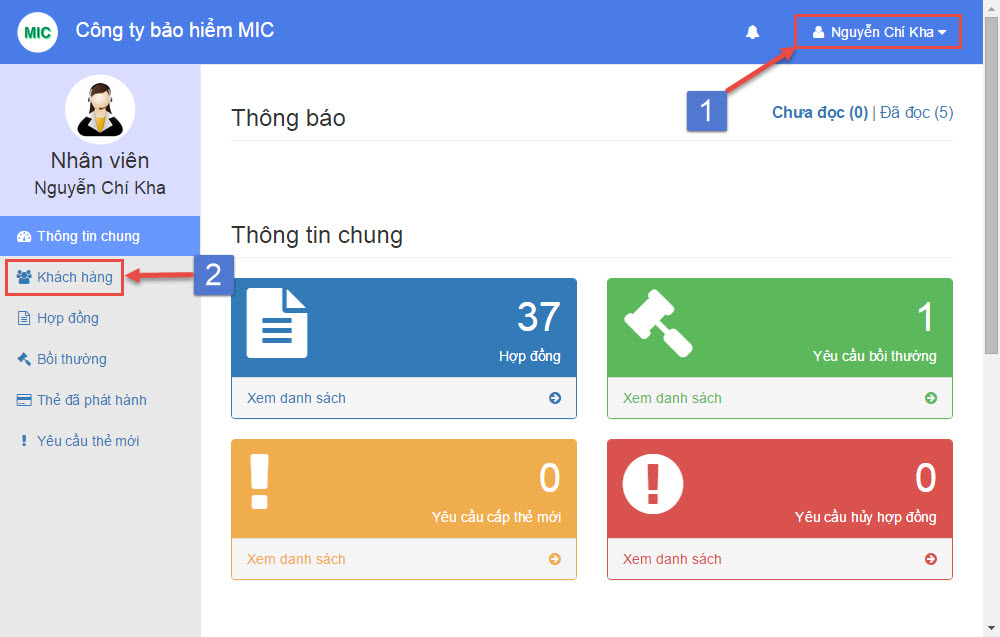 MIC
Công ty bảo hiểm MIC
Nguyễn Chí Kha
1
Nhân viên
Nguyễn Chí Kha
Thông tin chung
Khách hàng
2
Hợp đồng
Bồi thường
Thẻ đã phát hành
Yêu cầu thẻ mới
Thông báo
Chưa đọc (0) | Đã đọc (5)
Thông tin chung
37
Hợp đồng
Xem danh sách
1
Yêu cầu bồi thường
Xem danh sách
0
Yêu cầu cấp thẻ mới
Xem danh sách
0
Yêu cầu hủy hợp đồng
Xem danh sách